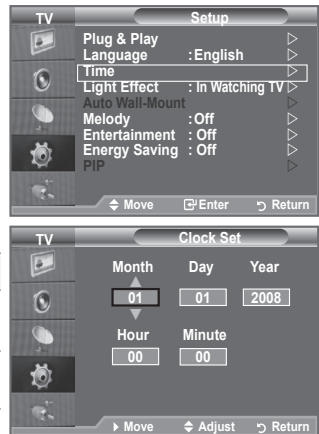 TV Setup
Plug & Play
Language : English
Time
Light Effect : In Watching TV
Auto Wall-Mount
Melody : Off
Entertainment : Off
Energy Saving : Off
PIP
Move Enter Return
TV Clock Set
Month Day Year
01 01 2008
Hour Minute
00 00
Move Adjust Return